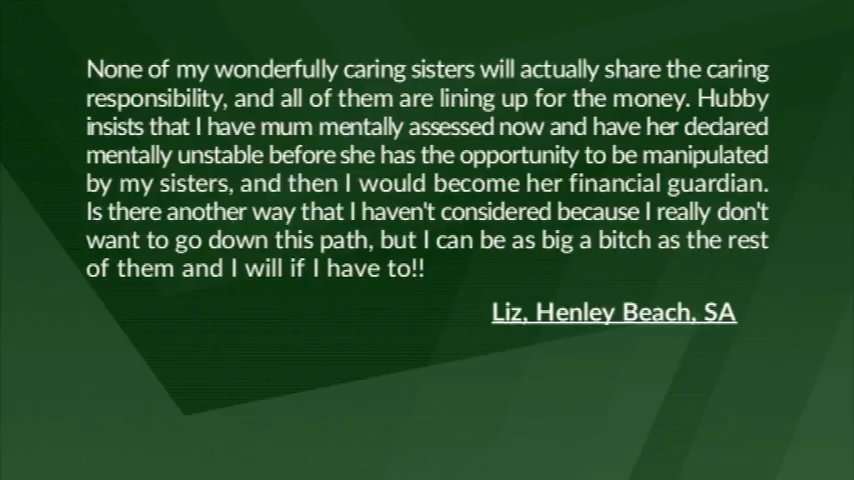 None of my wonderfully caring sisters will actually share the caring
responsibility, and all of them are lining up for the money. Hubby
insists that I have mum mentally assessed now and have her declared
mentally unstable before she has the opportunity to be manipulated
by my sisters, and then I would become her financial guardian.
Is there another way that I haven't considered because I really don't
want to go down this path, but I can be as big a bitch as the rest
of them and I will if I have to!!
Liz, Henley Beach, SA